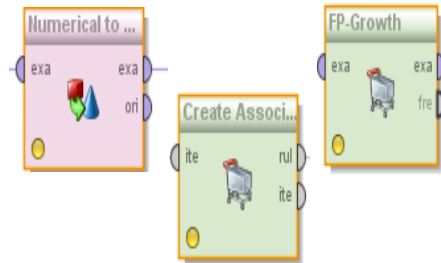 Numerical to ...
exa exa
ori
Create Associ...
ite rul
ite
FP-Growth
exa exa
fre